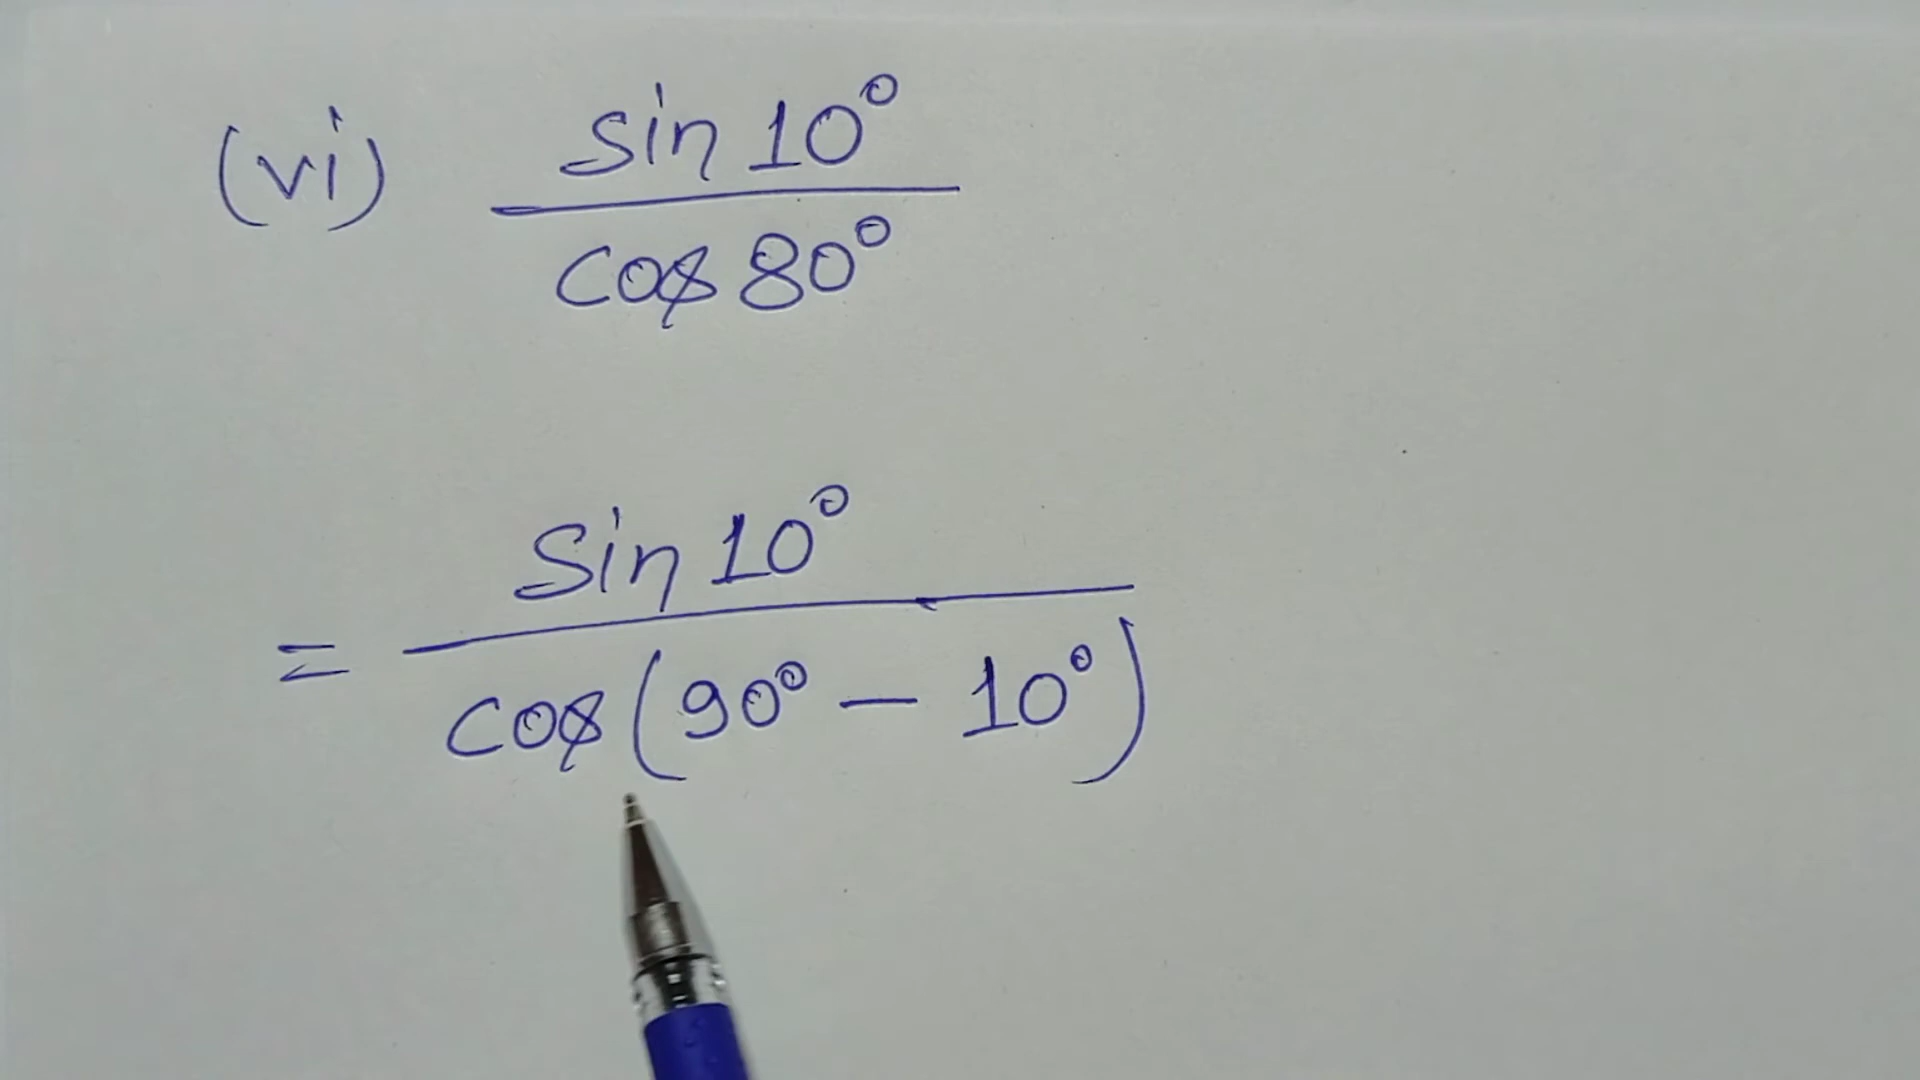 (vi) sin 10°
cos 80°
Sin 10°
=
cos (90° – 10°)